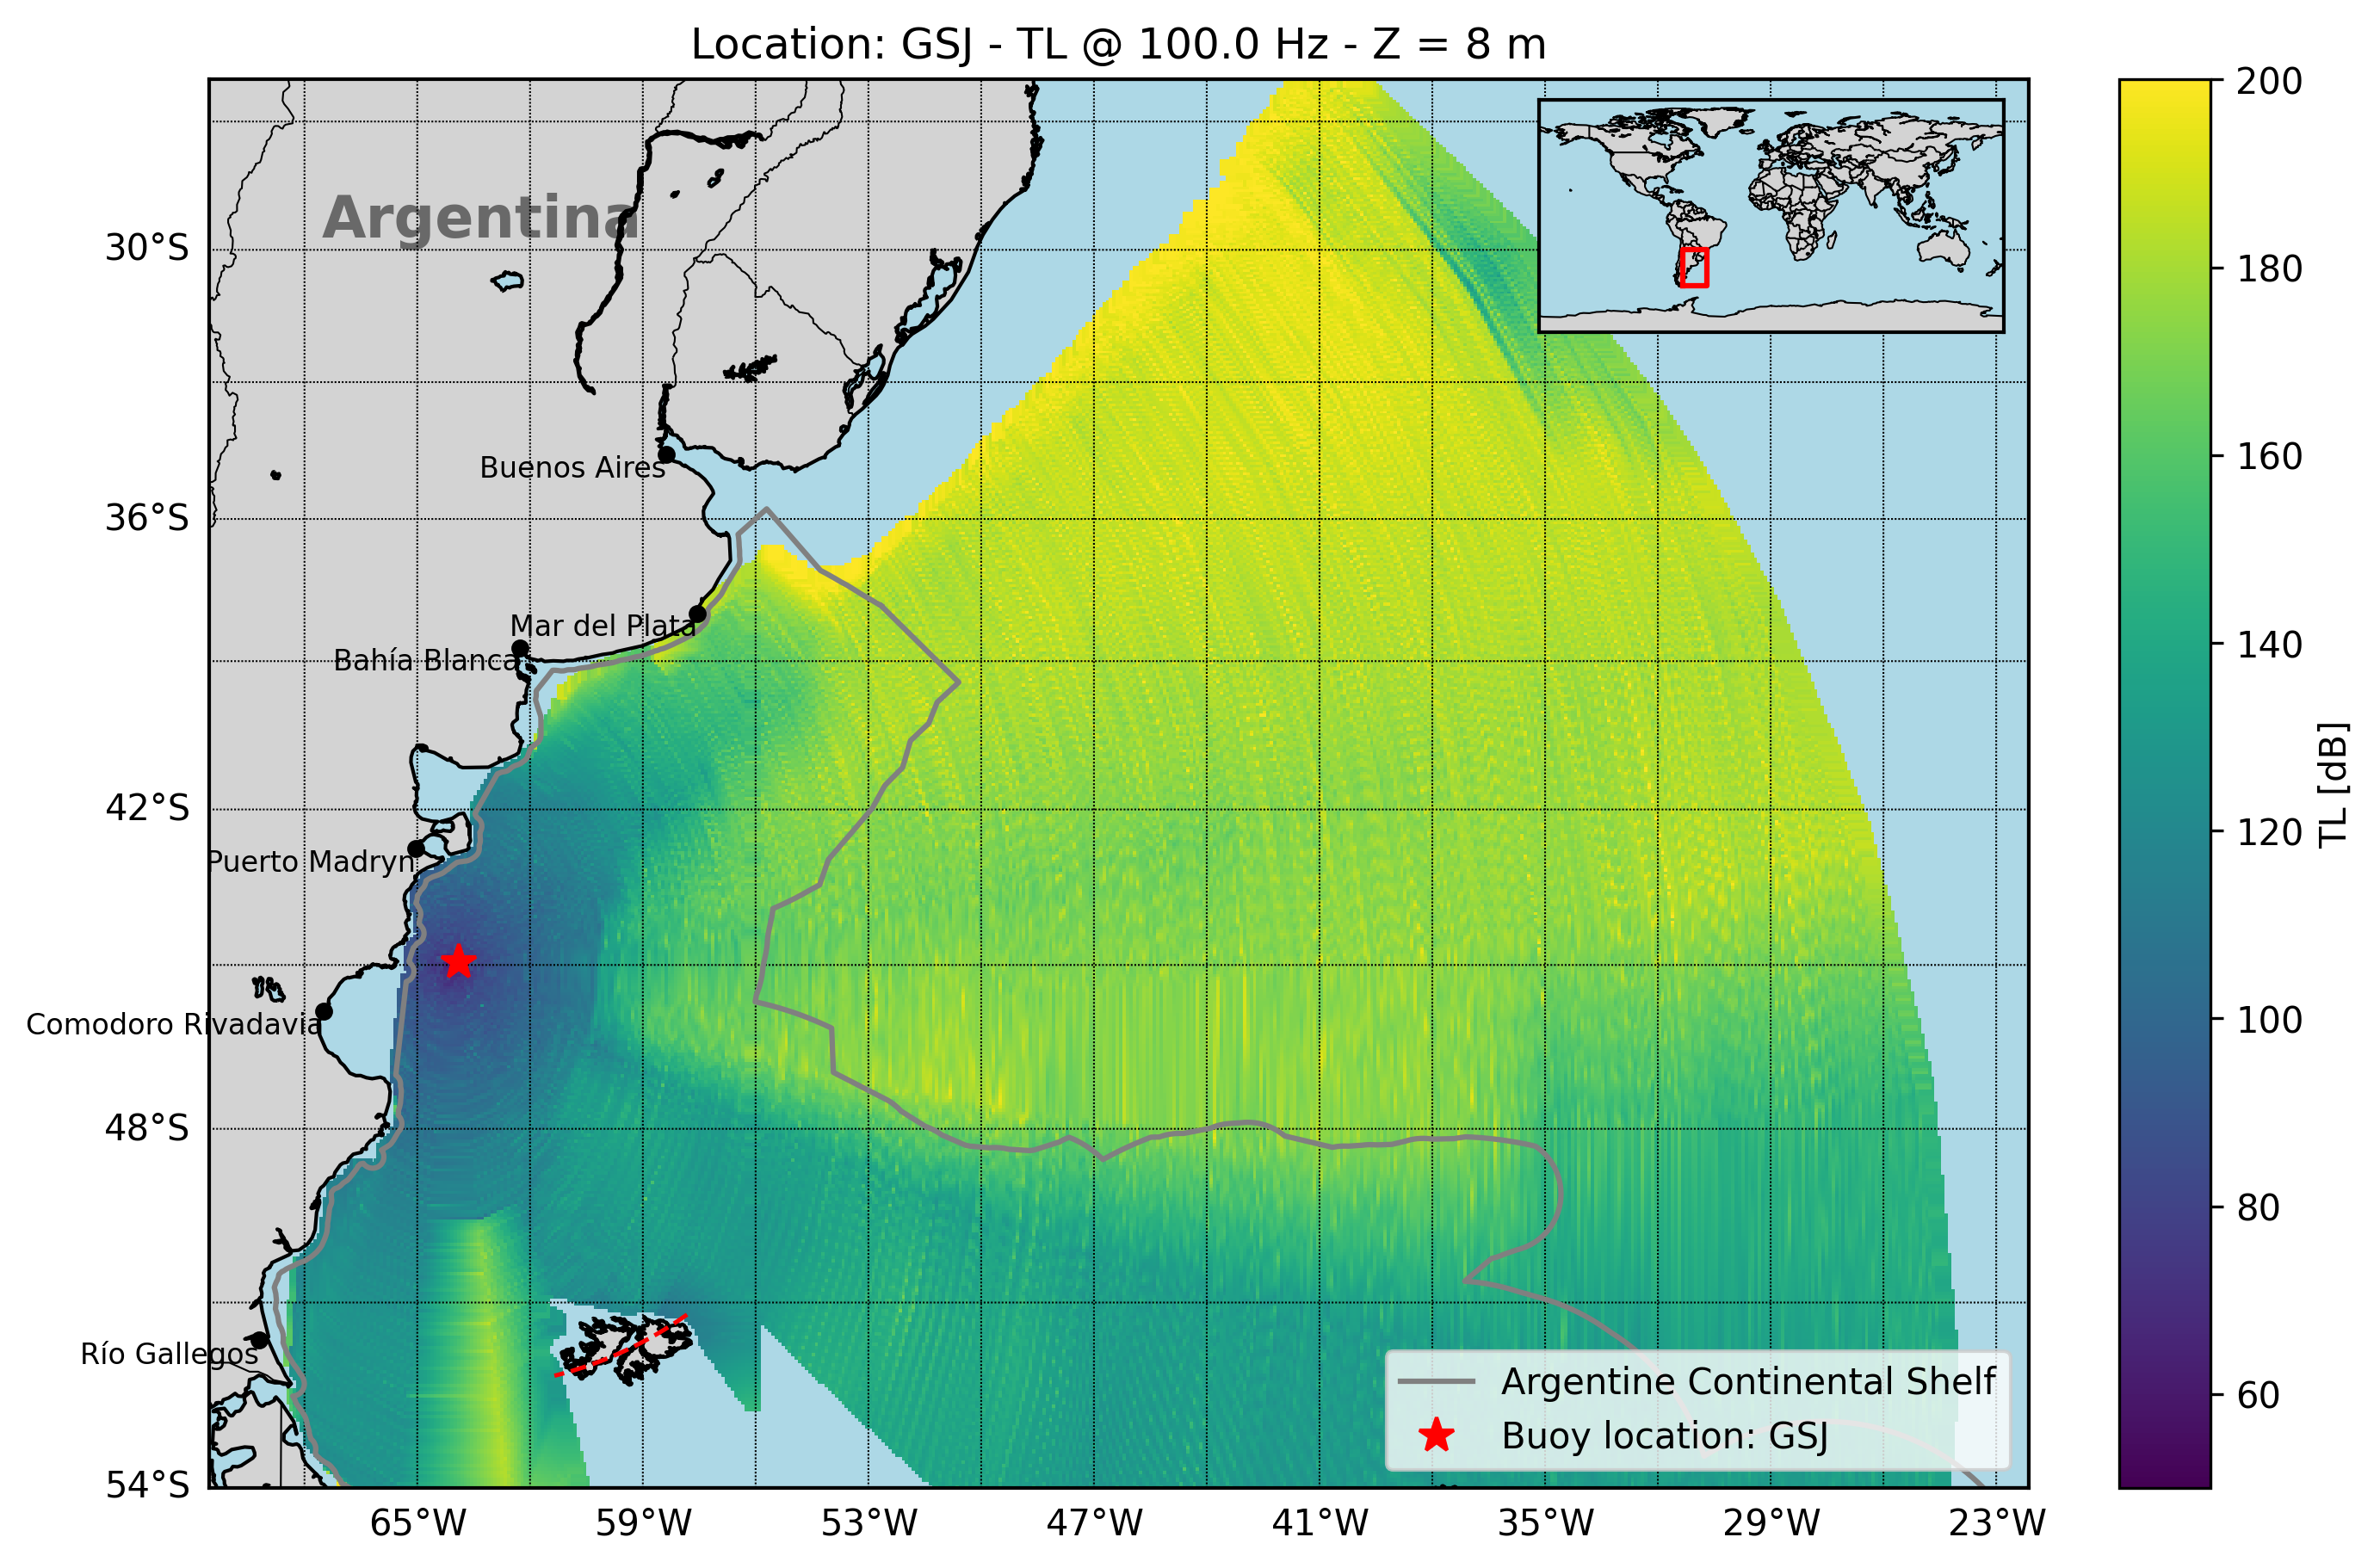 Location: GSJ - TL @ 100.0 Hz - Z = 8 m
Argentina
30°S
Buenos Aires
36°S
Mar del Plata
Bahía Blanca
42°S
Puerto Madryn
Comodoro Rivadavia
48°S
Río Gallegos
54°S
65°W 59°W 53°W 47°W 41°W 35°W 29°W 23°W
Argentine Continental Shelf
Buoy location: GSJ
200
180
160
140
120
100
80
60
TL [dB]